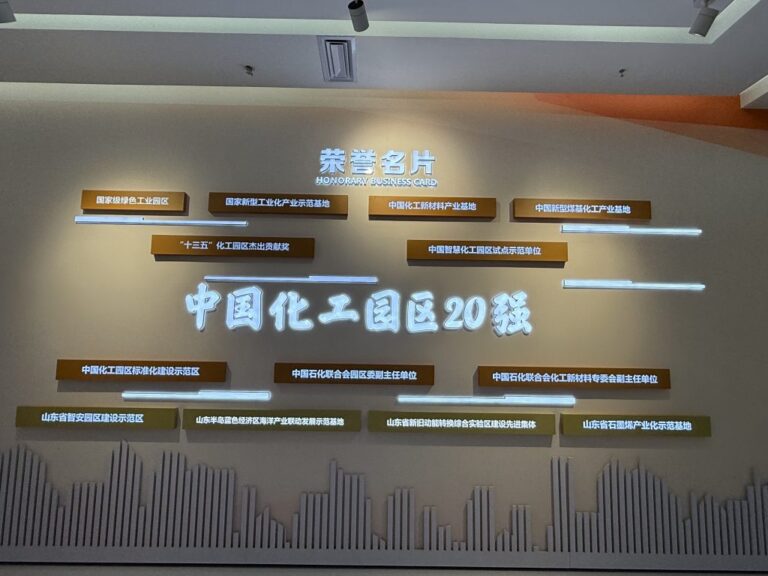 荣誉名片
HONORARY BUSINESS CARD
国家级绿色工业园区
国家新型工业化产业示范基地
中国化工新材料产业基地
中国新型煤基化工产业基地
“十三五”化工园区杰出贡献奖
中国智慧化工园区试点示范单位
中国化工园区20强
中国化工园区标准化建设示范区
中国石化联合会园区委副主任单位
中国石化联合会化工新材料专委会副主任单位
山东省智安园区建设示范区
山东半岛蓝色经济区海洋产业联动发展示范基地
山东省新旧动能转换综合实验区建设先进集体
山东省石墨烯产业化示范基地